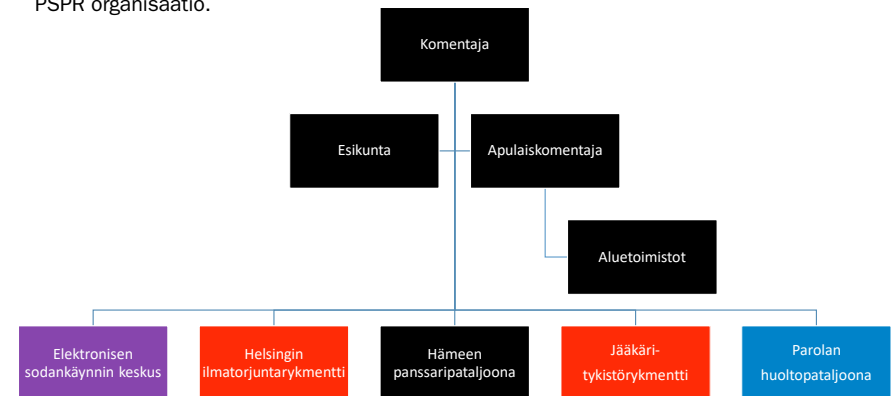 PSPR organisaatio.
Komentaja
Esikunta
Apulaiskomentaja
Aluetoimistot
Elektronisen
sodankäynnin keskus
Helsingin
ilmatorjuntarykmentti
Hämeen
panssaripataljoona
Jääkäri-
tykistörykmentti
Parolan
huoltopataljoona